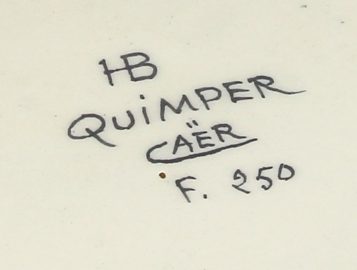 HB
QUiMPER
CAËR
F. 250